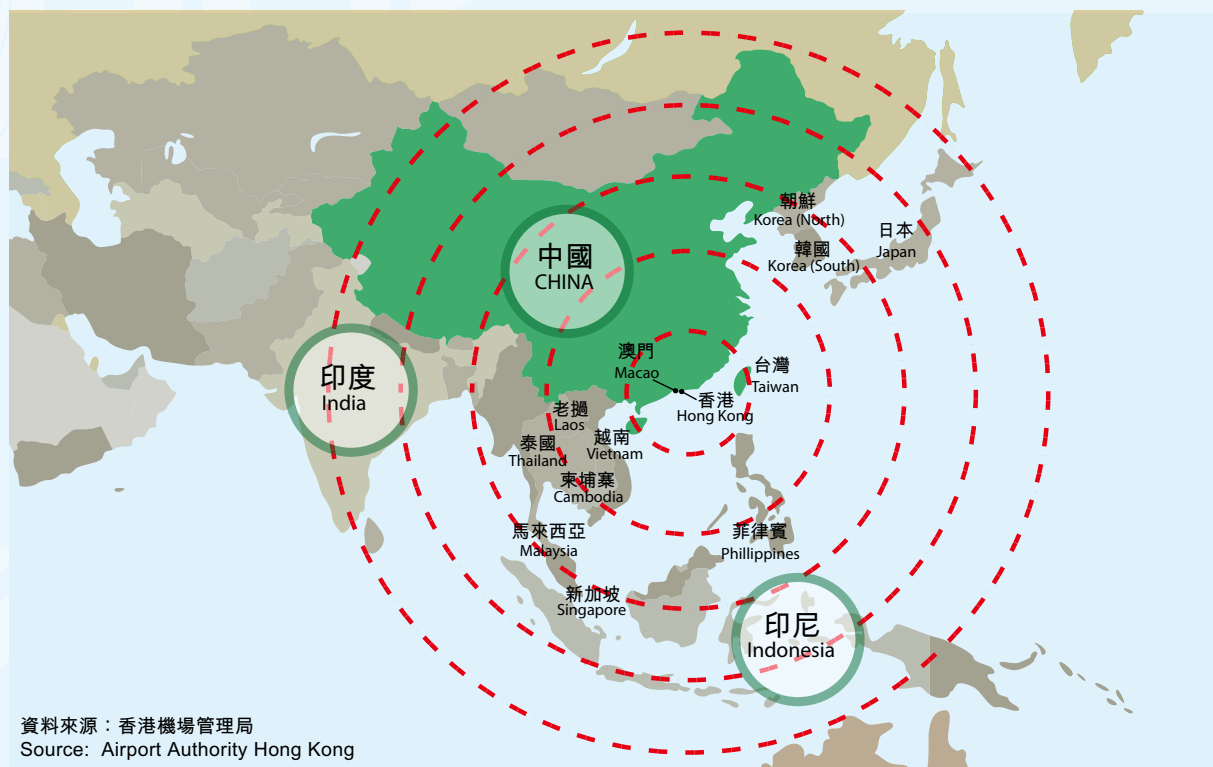 朝鮮
Korea (North)
日本
Japan
韓國
Korea (South)
中國
CHINA
澳門
Macao
台灣
Taiwan
印度
India
香港
Hong Kong
老撾
Laos
越南
Vietnam
泰國
Thailand
柬埔寨
Cambodia
馬來西亞
Malaysia
菲律賓
Phillippines
新加坡
Singapore
印尼
Indonesia
資料來源：香港機場管理局
Source: Airport Authority Hong Kong